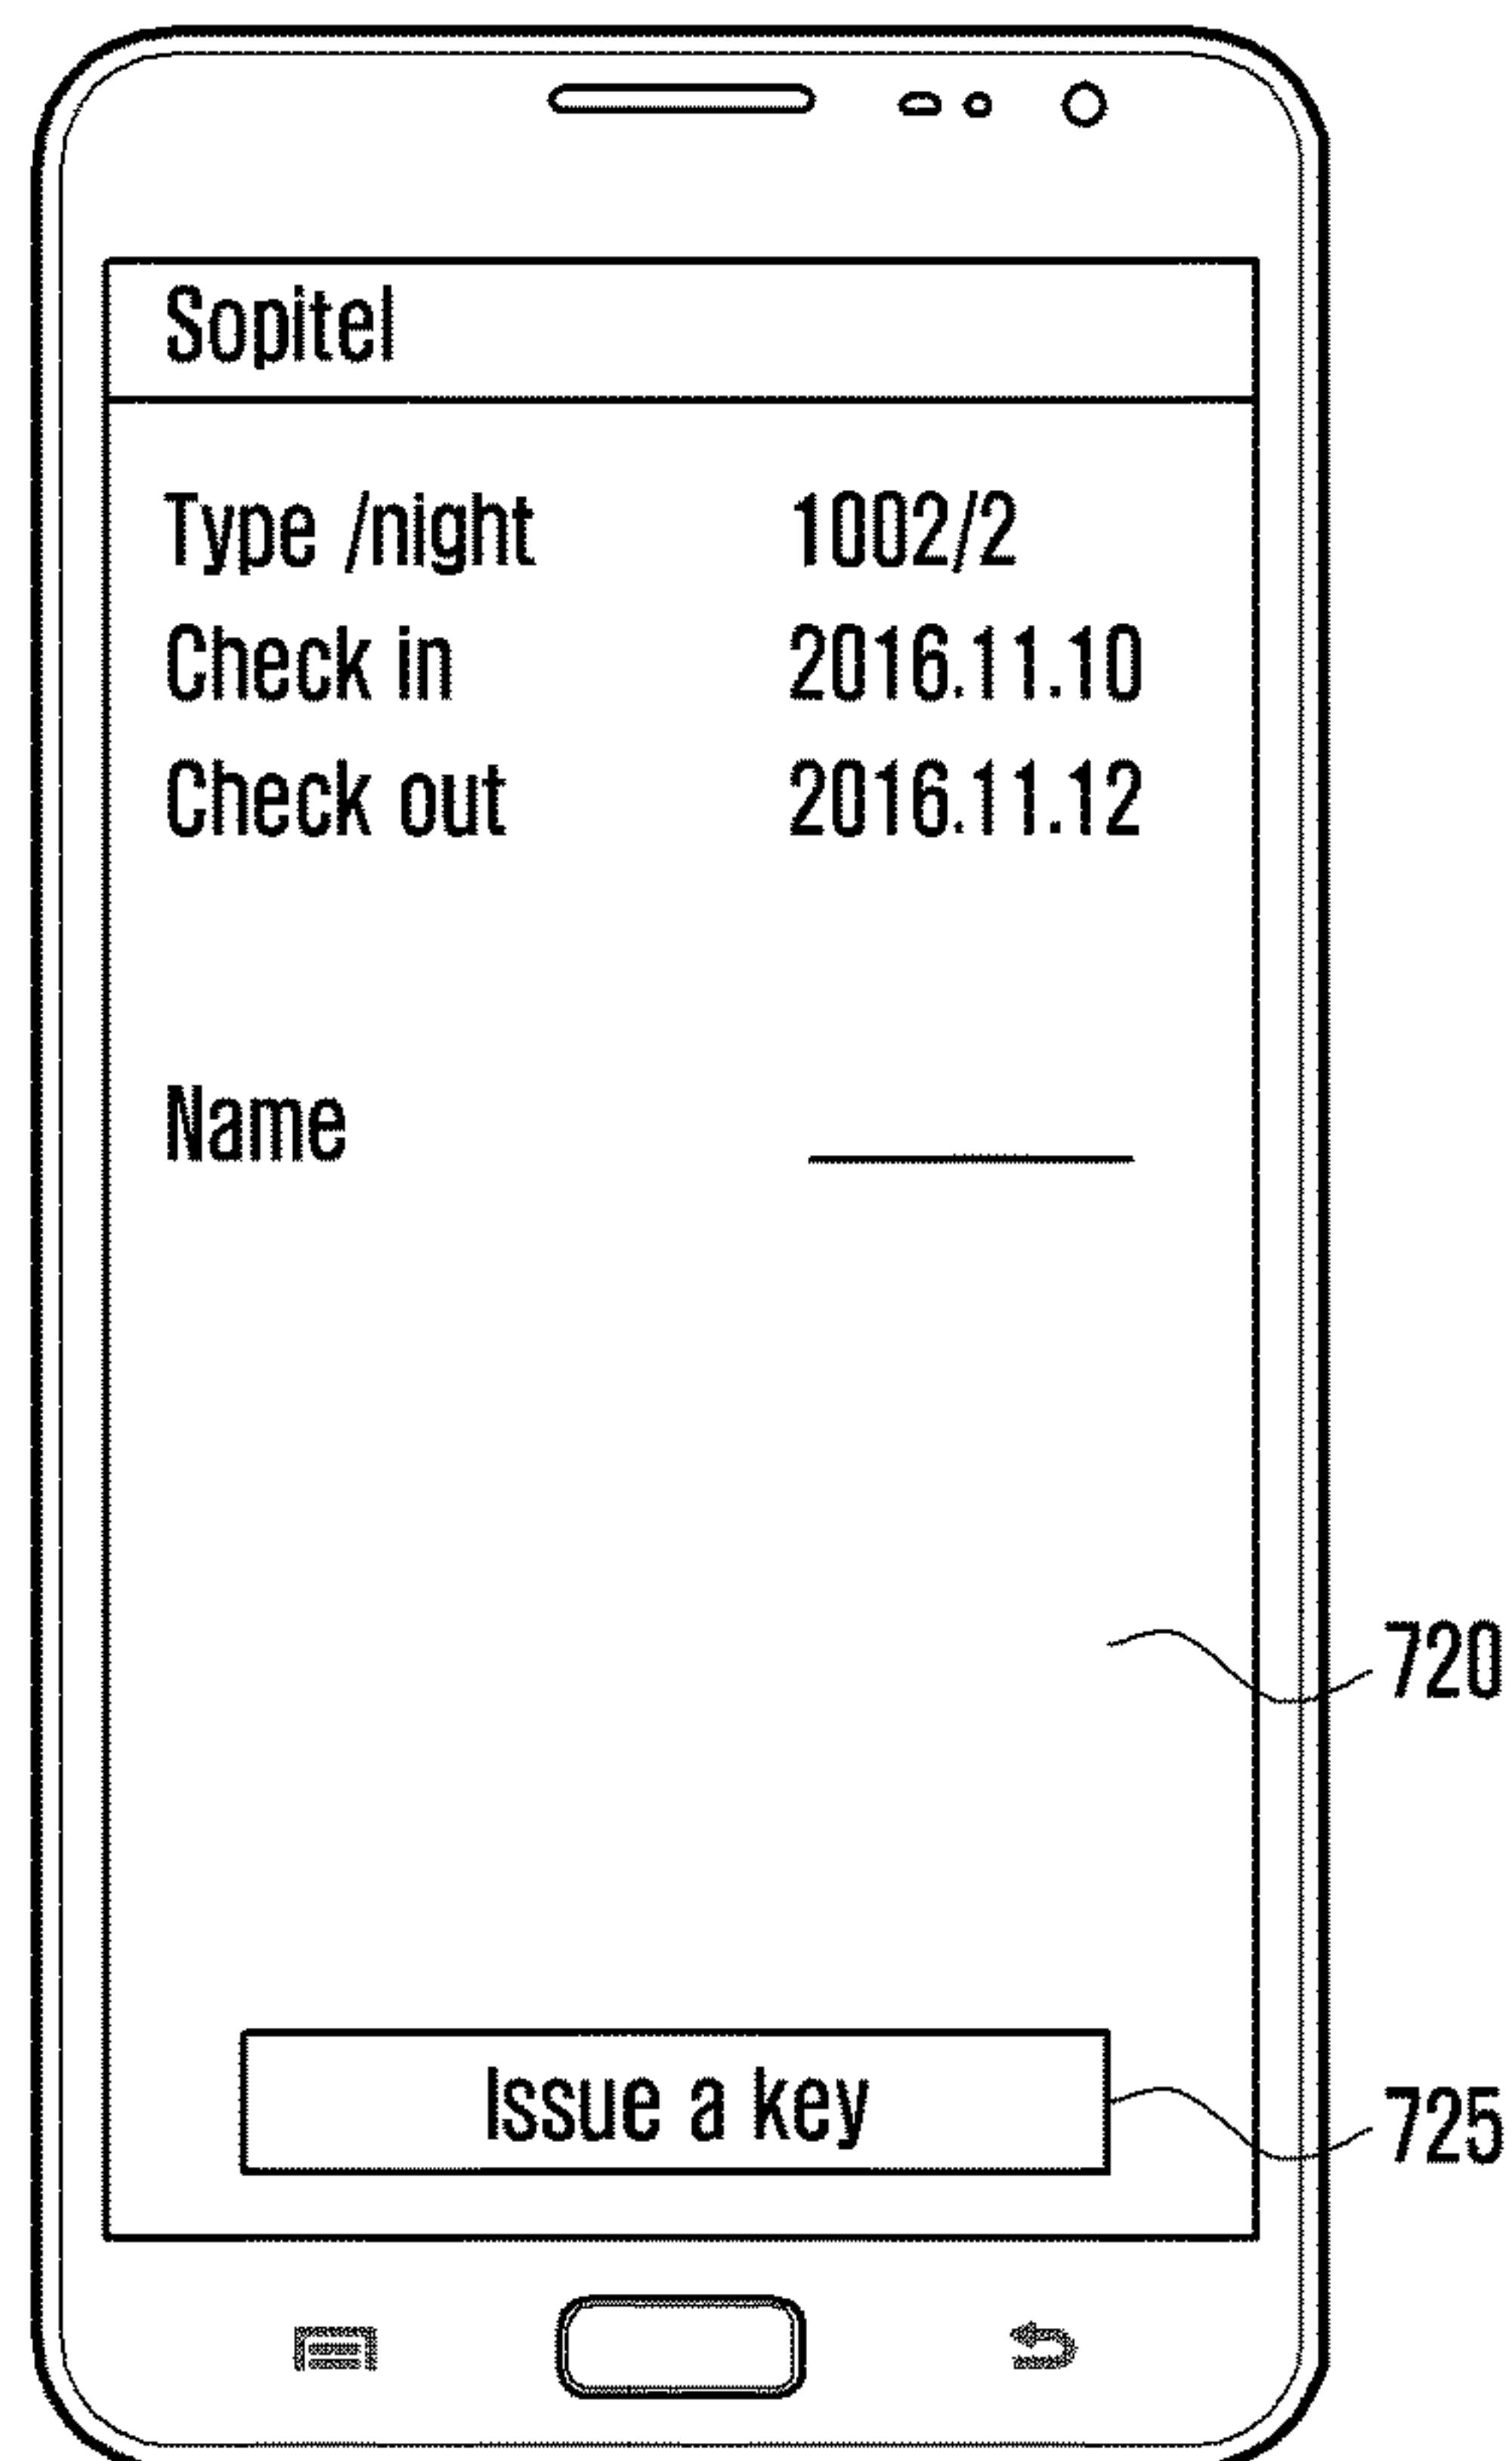 Sopitel
Type /night 1002/2
Check in 2016.11.10
Check out 2016.11.12
Name
720
Issue a key
725